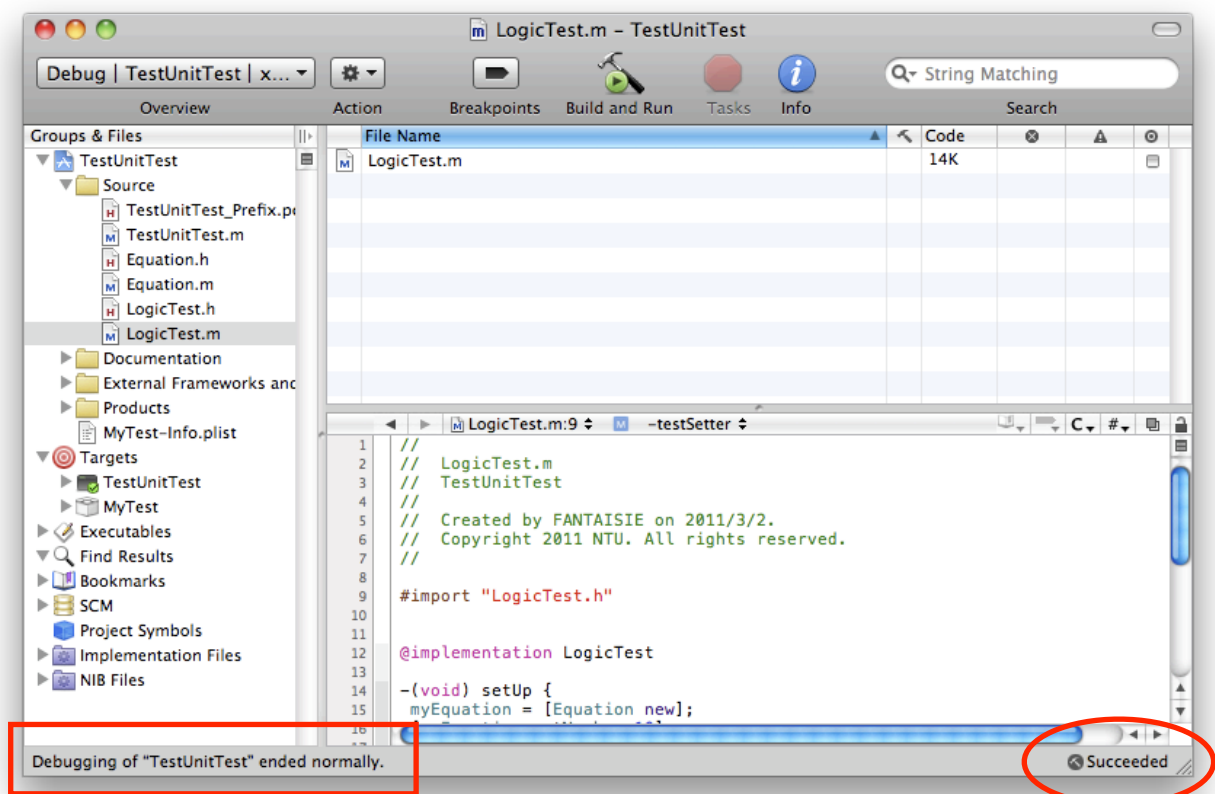 LogicTest.m – TestUnitTest
Debug | TestUnitTest | x...
String Matching
Overview
Action
Breakpoints
Build and Run
Tasks
Info
Search
Groups & Files
File Name
Code
LogicTest.m
14K
TestUnitTest
Source
TestUnitTest_Prefix.p
TestUnitTest.m
Equation.h
Equation.m
LogicTest.h
LogicTest.m
Documentation
External Frameworks and
Products
MyTest-Info.plist
Targets
TestUnitTest
MyTest
Executables
Find Results
Bookmarks
SCM
Project Symbols
Implementation Files
NIB Files
LogicTest.m:9
M
-testSetter
C
#
1 //
2 // LogicTest.m
3 // TestUnitTest
4 //
5 // Created by FANTAISIE on 2011/3/2.
6 // Copyright 2011 NTU. All rights reserved.
7 //
8
9 #import "LogicTest.h"
10
11
12 @implementation LogicTest
13
14 -(void) setUp {
15 myEquation = [Equation new];
16
Debugging of “TestUnitTest” ended normally.
Succeeded